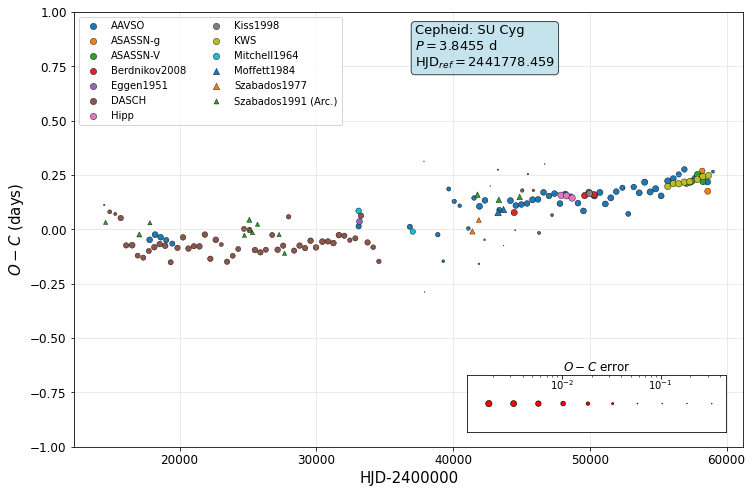 1.00
0.75
0.50
0.25
0.00
−0.25
−0.50
−0.75
−1.00
O − C (days)
AAVSO
ASASSN-g
ASASSN-V
Berdnikov2008
Eggen1951
DASCH
Hipp
Kiss1998
KWS
Mitchell1964
Moffett1984
Szabados1977
Szabados1991 (Arc.)
Cepheid: SU Cyg
P = 3.8455 d
HJD_ref = 2441778.459
O − C error
10^−2 10^−1
20000 30000 40000 50000 60000
HJD-2400000